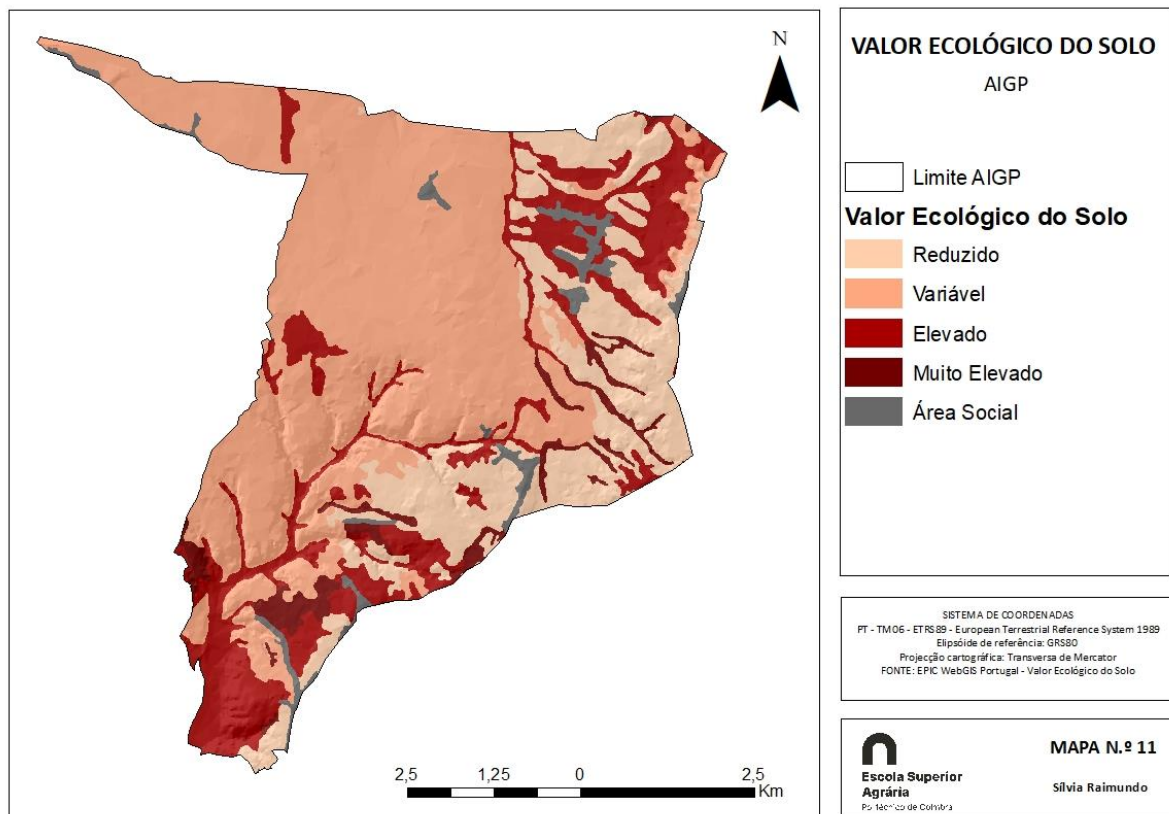 N
2,5 1,25 0 2,5
Km
VALOR ECOLÓGICO DO SOLO
AIGP
Limite AIGP
Valor Ecológico do Solo
Reduzido
Variável
Elevado
Muito Elevado
Área Social
SISTEMA DE COORDENADAS
PT - TM06 - ETRS89 - European Terrestrial Reference System 1989
Elipsóide de referência: GRS80
Projecção cartográfica: Transversa de Mercator
FONTE: EPIC WebGIS Portugal - Valor Ecológico do Solo
Escola Superior
Agrária
Politécnico de Coimbra
MAPA N.º 11
Sílvia Raimundo